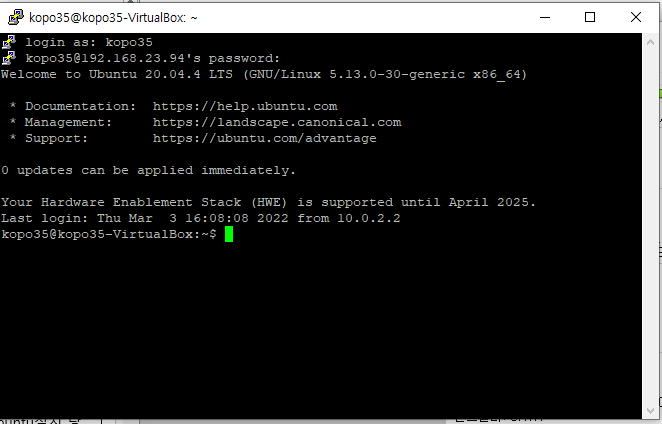 kopo35@kopo35-VirtualBox: ~
login as: kopo35
kopo35@192.168.23.94's password:
Welcome to Ubuntu 20.04.4 LTS (GNU/Linux 5.13.0-30-generic x86_64)
* Documentation:  https://help.ubuntu.com
* Management:     https://landscape.canonical.com
* Support:        https://ubuntu.com/advantage
0 updates can be applied immediately.
Your Hardware Enablement Stack (HWE) is supported until April 2025.
Last login: Thu Mar  3 16:08:08 2022 from 10.0.2.2
kopo35@kopo35-VirtualBox:~$